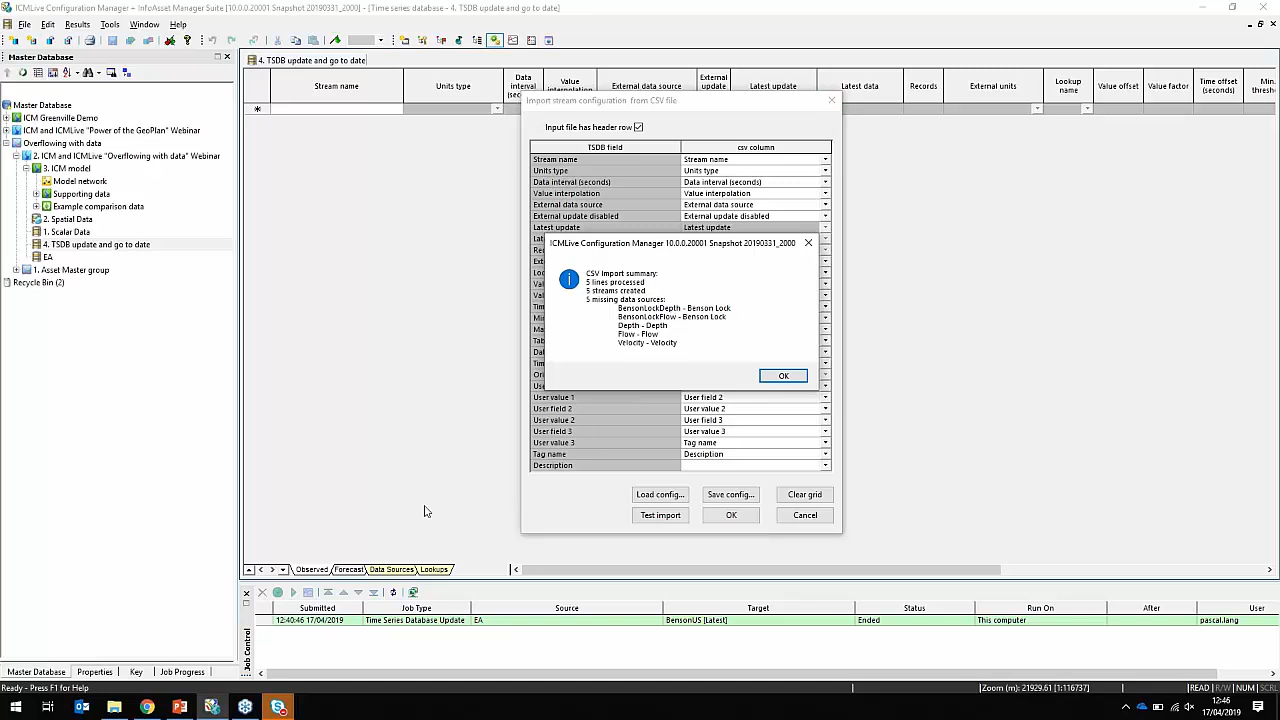 ICMLive Configuration Manager + InfoAsset Manager Suite [10.0.0.20001 Snapshot 20190331_2000] - [Time series database - 4. TSDB update and go to date]
File Edit Results Tools Window Help
Master Database
Master Database
ICM Greenville Demo
ICM and ICMLive "Power of the GeoPlan" Webinar
Overflowing with data
2. ICM and ICMLive "Overflowing with data" Webinar
3. ICM model
Model network
Supporting data
Example comparison data
2. Spatial Data
1. Scalar Data
4. TSDB update and go to date
EA
1. Asset Master group
Recycle Bin (2)
Master Database Properties Key Job Progress
4. TSDB update and go to date
Stream name Units type Data interval Value interpolation External data source External update Latest update Latest data Records External units Lookup name Value offset Value factor Time offset (seconds) Min.
Import stream configuration from CSV file
Input file has header row
TSDB field csv column
Stream name Stream name
Units type Units type
Data interval (seconds) Data interval (seconds)
Value interpolation Value interpolation
External data source External data source
External update disabled External update disabled
Latest update Latest update
ICMLive Configuration Manager 10.0.0.20001 Snapshot 20190331_2000
CSV import summary:
5 lines processed
5 streams created
5 missing data sources:
BensonLockDepth - Benson Lock
BensonLockFlow - Benson Lock
Depth - Depth
Flow - Flow
Velocity - Velocity
OK
User value 1 User field 2
User field 2 User value 2
User value 2 User field 3
User field 3 User value 3
User value 3 Tag name
Tag name Description
Description
Load config... Save config... Clear grid
Test import OK Cancel
Observed Forecast Data Sources Lookups
Job Control
Submitted Job Type Source Target Status Run On After User
12:40:46 17/04/2019 Time Series Database Update EA BensonUS [Latest] Ended This computer pascal.lang
Ready - Press F1 for Help Zoom (m): 21929.61 [1:116737] READ R/W NUM SCRL
12:46
17/04/2019